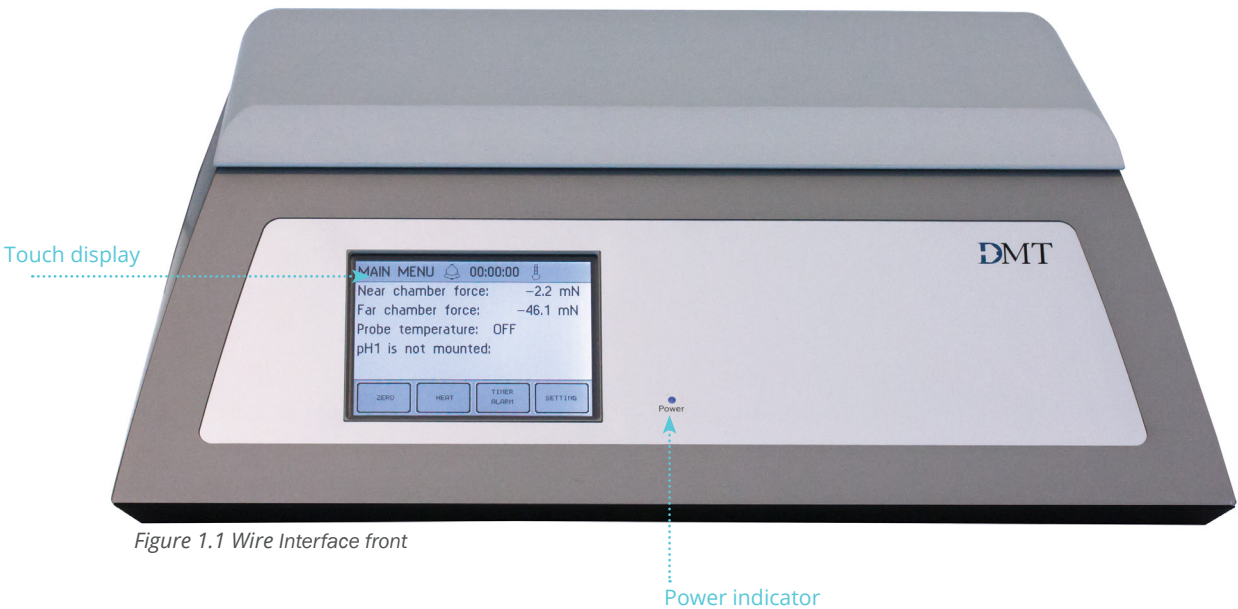 DMT
Touch display
MAIN MENU 00:00:00
Near chamber force: −2.2 mN
Far chamber force: −46.1 mN
Probe temperature: OFF
pH1 is not mounted:
ZERO
HEAT
TIMER
ALARM
SETTING
Power
Figure 1.1 Wire Interface front
Power indicator